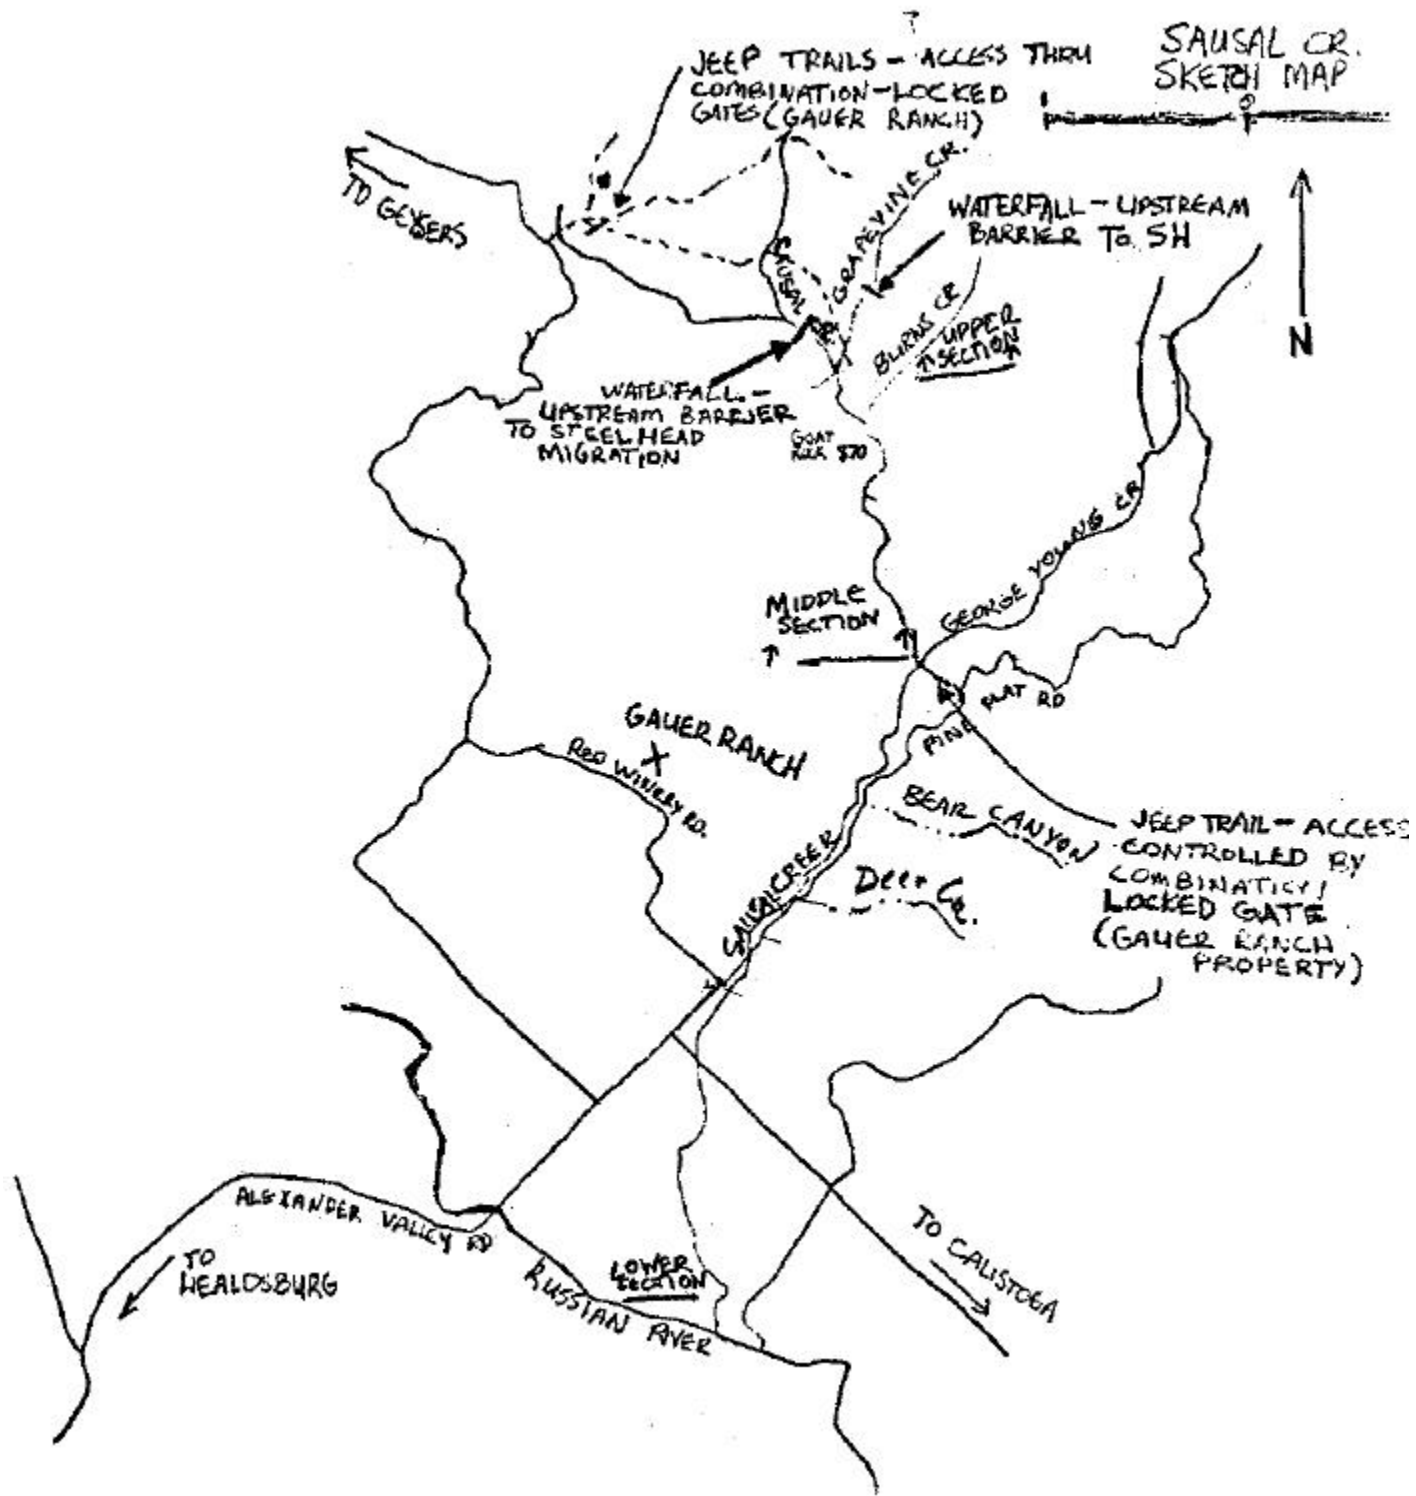 SAUSAL CR.
SKETCH MAP
JEEP TRAILS - ACCESS THRU
COMBINATION-LOCKED
GATES (GAUER RANCH)
TO GEYSERS
GRAPEVINE CR.
WATERFALL - UPSTREAM
BARRIER TO SH
N
SAUSAL CR.
BURNS CR
UPPER
SECTION
WATERFALL -
UPSTREAM BARRIER
TO STEELHEAD
MIGRATION
GOAT
ROCK 870
GEORGE YOUNG CR
MIDDLE
SECTION
PINE FLAT RD
GAUER RANCH
X
RED WINERY RD.
BEAR CANYON
JEEP TRAIL - ACCESS
CONTROLLED BY
COMBINATION
LOCKED GATE
(GAUER RANCH
PROPERTY)
SAUSAL CREEK
Deer Cr.
ALEXANDER VALLEY RD
TO
HEALDSBURG
RUSSIAN RIVER
LOWER
SECTION
TO CALISTOGA